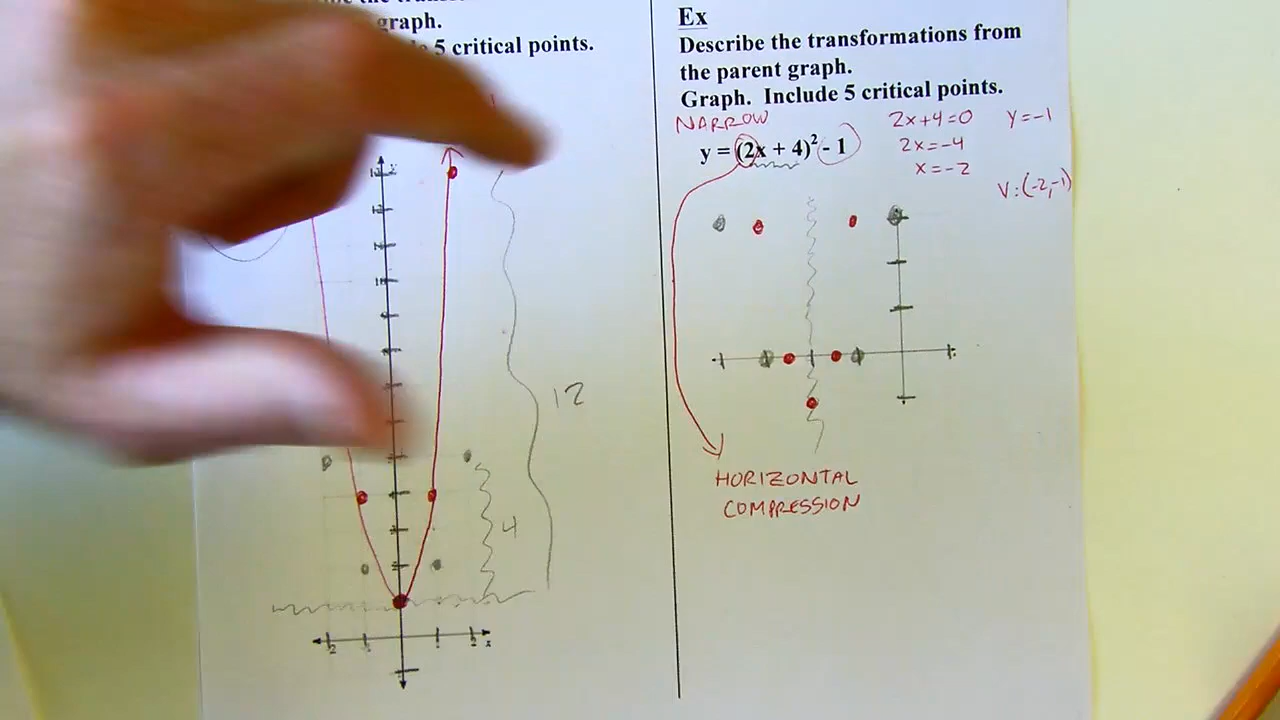 graph.
5 critical points.
12
4
Ex
Describe the transformations from
the parent graph.
Graph. Include 5 critical points.
NARROW
y = (2x + 4)² - 1
2x+4=0
2x=-4
x=-2
y=-1
V:(-2,-1)
HORIZONTAL
COMPRESSION